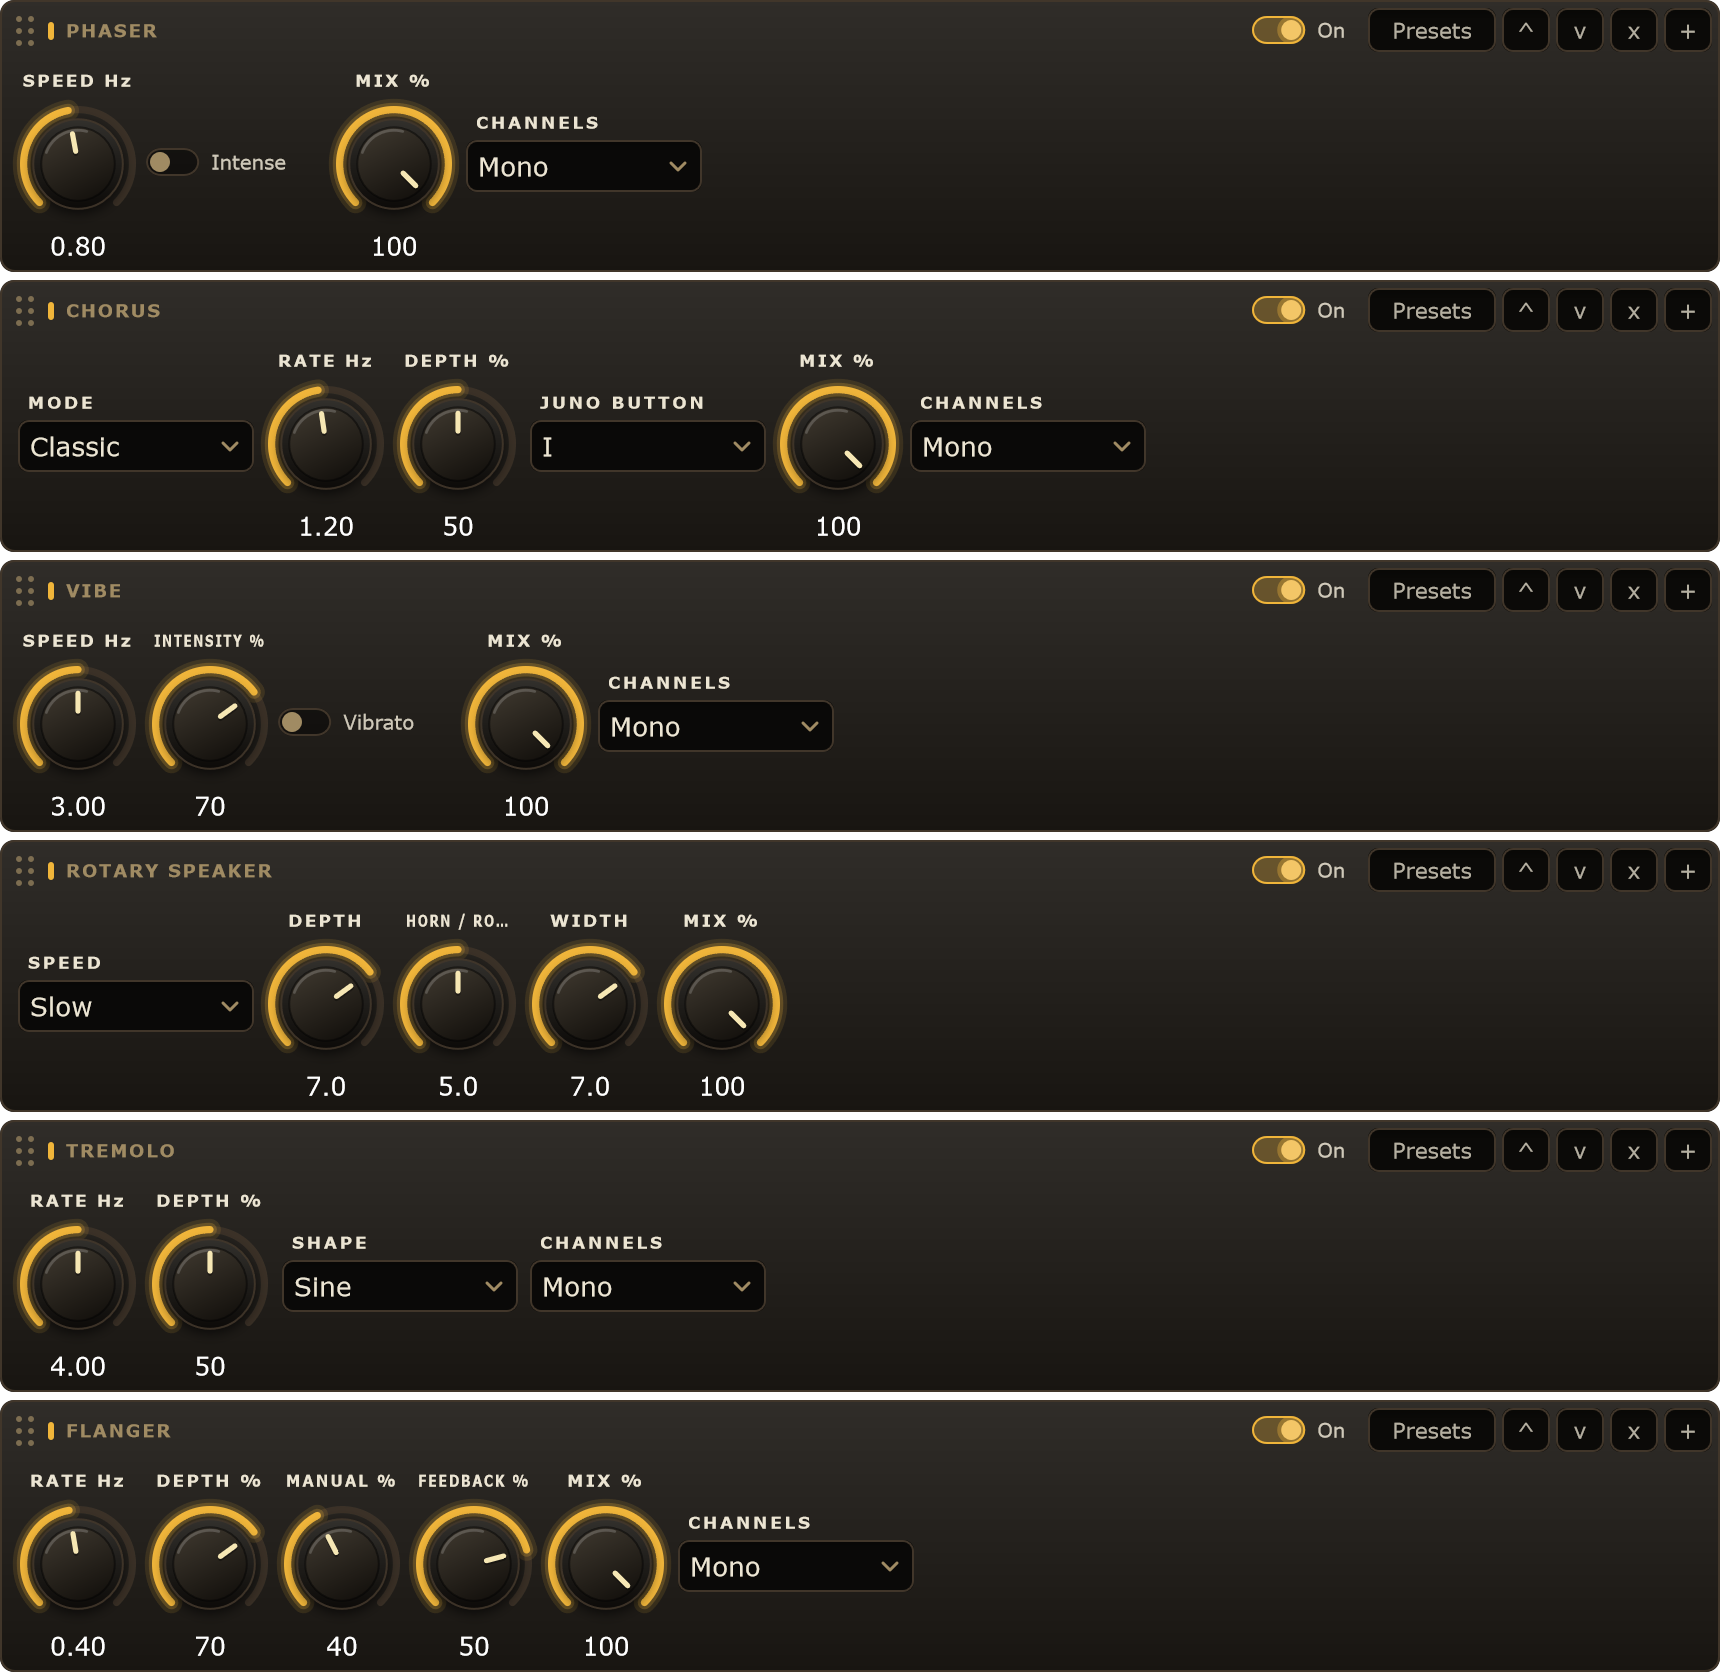 PHASER On Presets ^ v x +
SPEED Hz MIX %
CHANNELS
Intense Mono
0.80 100
CHORUS On Presets ^ v x +
RATE Hz DEPTH % MIX %
MODE JUNO BUTTON CHANNELS
Classic I Mono
1.20 50 100
VIBE On Presets ^ v x +
SPEED Hz INTENSITY % MIX %
CHANNELS
Vibrato Mono
3.00 70 100
ROTARY SPEAKER On Presets ^ v x +
DEPTH HORN / RO... WIDTH MIX %
SPEED
Slow
7.0 5.0 7.0 100
TREMOLO On Presets ^ v x +
RATE Hz DEPTH %
SHAPE CHANNELS
Sine Mono
4.00 50
FLANGER On Presets ^ v x +
RATE Hz DEPTH % MANUAL % FEEDBACK % MIX %
CHANNELS
Mono
0.40 70 40 50 100